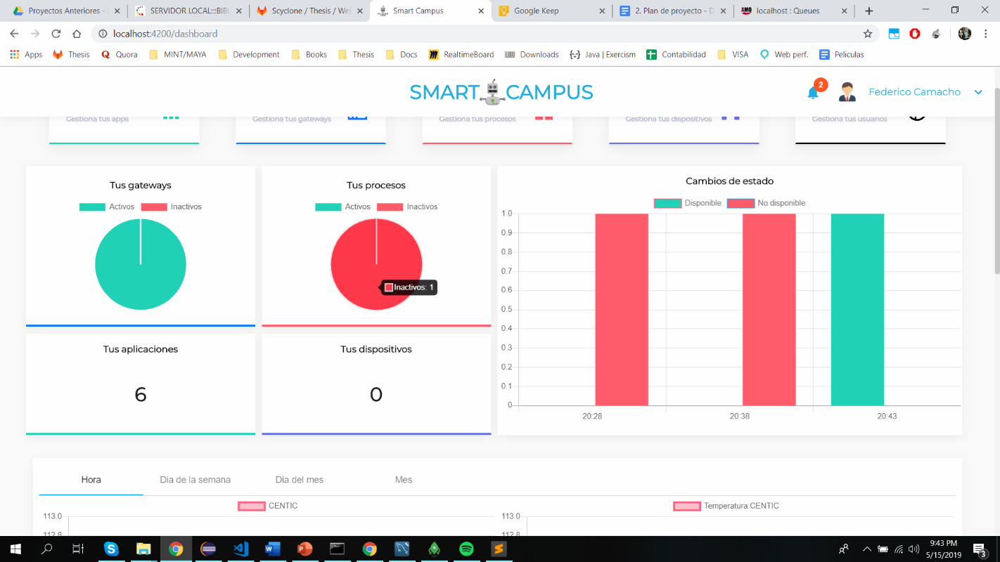 Proyectos Anteriores -
SERVIDOR LOCAL:::BIBL
Scyclone / Thesis / Web
Smart Campus
Google Keep
2. Plan de proyecto - D
AMQ localhost : Queues
localhost:4200/dashboard
Apps Thesis Quora MINT/MAYA Development Books Thesis Docs RealtimeBoard Downloads Java | Exercism Contabilidad VISA Web perf. Peliculas
SMART CAMPUS
2
Federico Camacho
Gestiona tus apps
Gestiona tus gateways
Gestiona tus procesos
Gestiona tus dispositivos
Gestiona tus usuarios
Tus gateways
Activos Inactivos
Tus procesos
Activos Inactivos
Inactivos: 1
Cambios de estado
Disponible No disponible
1.0
0.9
0.8
0.7
0.6
0.5
0.4
0.3
0.2
0.1
0
20:28 20:38 20:43
Tus aplicaciones
6
Tus dispositivos
0
Hora Dia de la semana Dia del mes Mes
CENTIC
113.0
112.8
Temperatura CENTIC
113.0
112.8
9:43 PM
5/15/2019
3